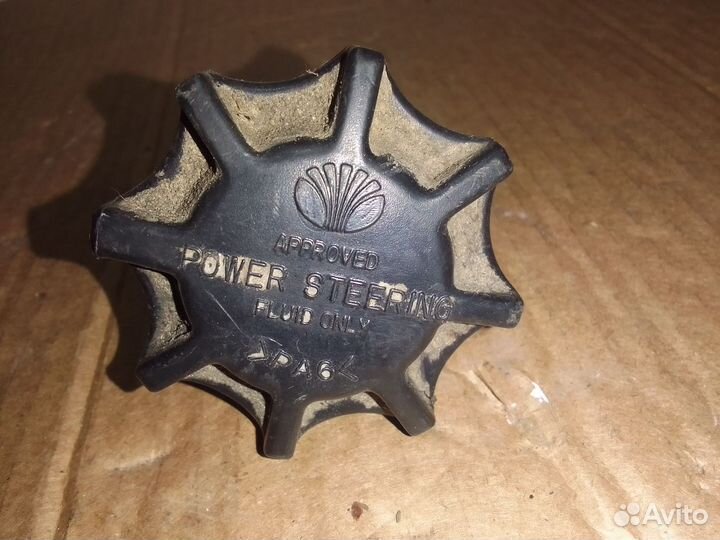 APPROVED
POWER STEERING
FLUID ONLY
>PA6<
Avito